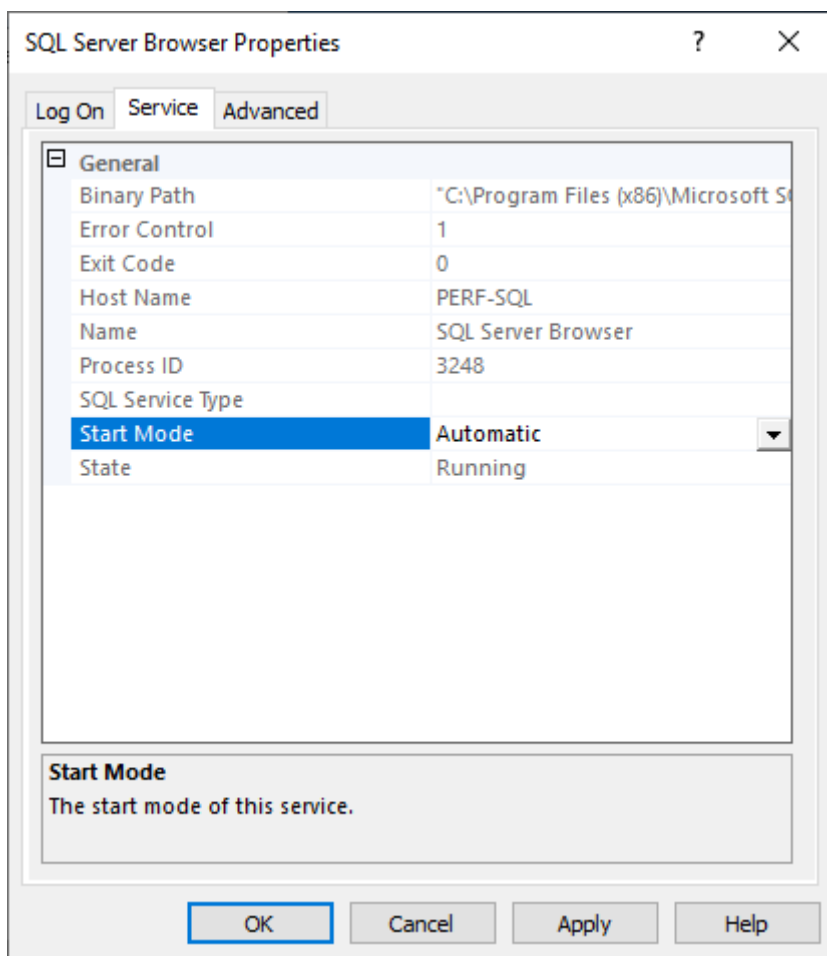 SQL Server Browser Properties ?
Log On Service Advanced
General
Binary Path "C:\Program Files (x86)\Microsoft
Error Control 1
Exit Code 0
Host Name PERF-SQL
Name SQL Server Browser
Process ID 3248
SQL Service Type
Start Mode Automatic
State Running
Start Mode
The start mode of this service.
OK Cancel Apply Help